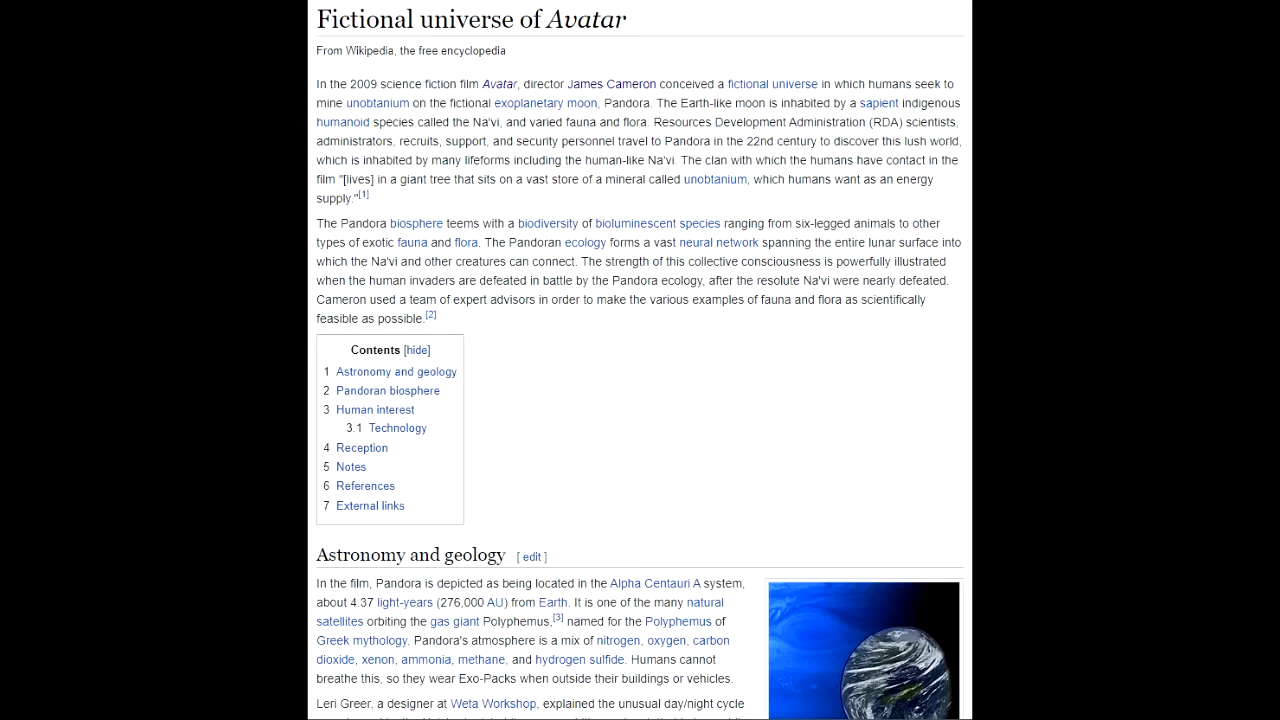 Fictional universe of Avatar
From Wikipedia, the free encyclopedia
In the 2009 science fiction film Avatar, director James Cameron conceived a fictional universe in which humans seek to
mine unobtanium on the fictional exoplanetary moon, Pandora. The Earth-like moon is inhabited by a sapient indigenous
humanoid species called the Na'vi, and varied fauna and flora. Resources Development Administration (RDA) scientists,
administrators, recruits, support, and security personnel travel to Pandora in the 22nd century to discover this lush world,
which is inhabited by many lifeforms including the human-like Na'vi. The clan with which the humans have contact in the
film "[lives] in a giant tree that sits on a vast store of a mineral called unobtanium, which humans want as an energy
supply."[1]
The Pandora biosphere teems with a biodiversity of bioluminescent species ranging from six-legged animals to other
types of exotic fauna and flora. The Pandoran ecology forms a vast neural network spanning the entire lunar surface into
which the Na'vi and other creatures can connect. The strength of this collective consciousness is powerfully illustrated
when the human invaders are defeated in battle by the Pandora ecology, after the resolute Na'vi were nearly defeated.
Cameron used a team of expert advisors in order to make the various examples of fauna and flora as scientifically
feasible as possible.[2]
Contents [hide]
1 Astronomy and geology
2 Pandoran biosphere
3 Human interest
3.1 Technology
4 Reception
5 Notes
6 References
7 External links
Astronomy and geology [ edit ]
In the film, Pandora is depicted as being located in the Alpha Centauri A system,
about 4.37 light-years (276,000 AU) from Earth. It is one of the many natural
satellites orbiting the gas giant Polyphemus,[3] named for the Polyphemus of
Greek mythology. Pandora's atmosphere is a mix of nitrogen, oxygen, carbon
dioxide, xenon, ammonia, methane, and hydrogen sulfide. Humans cannot
breathe this, so they wear Exo-Packs when outside their buildings or vehicles.
Leri Greer, a designer at Weta Workshop, explained the unusual day/night cycle